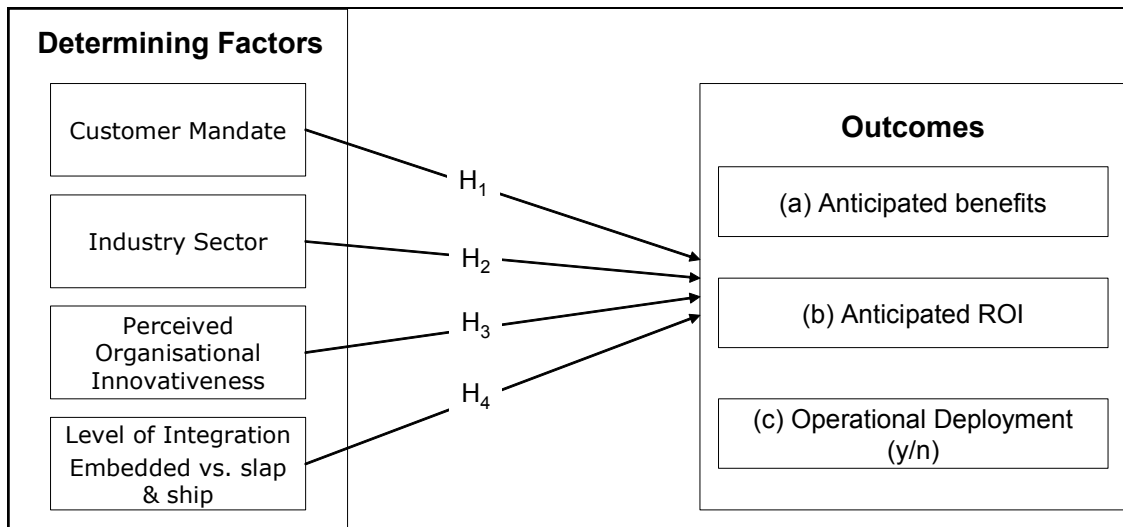 Determining Factors
Customer Mandate
Industry Sector
Perceived
Organisational
Innovativeness
Level of Integration
Embedded vs. slap
& ship
H₁
H₂
H₃
H₄
Outcomes
(a) Anticipated benefits
(b) Anticipated ROI
(c) Operational Deployment
(y/n)